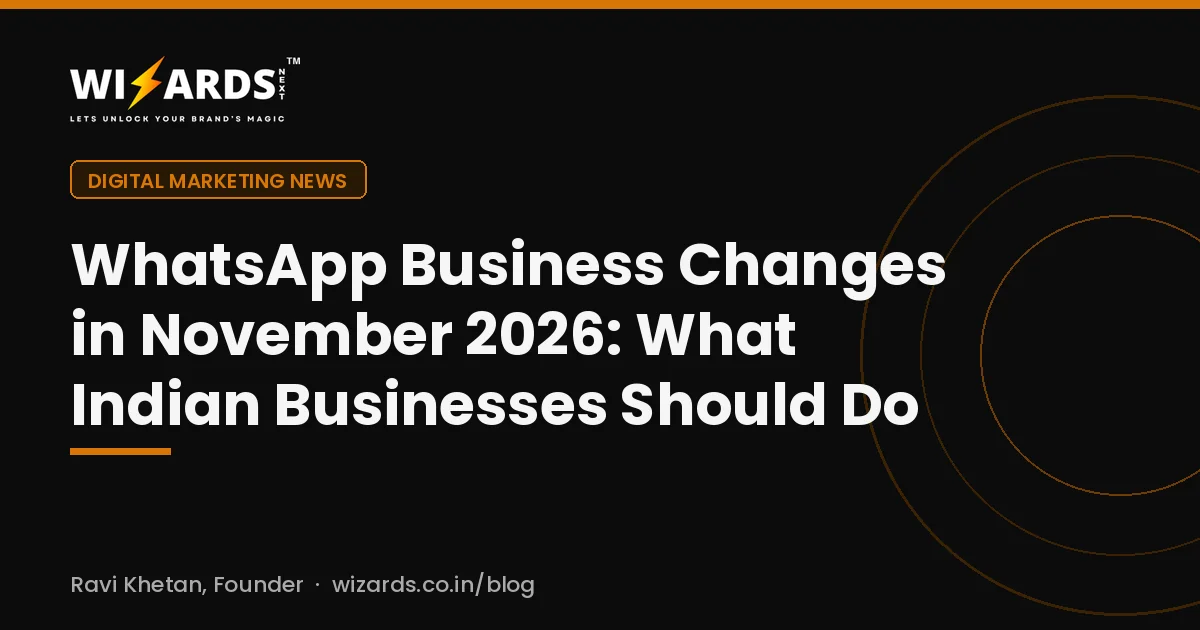 WIZARDS NEXT ™
LETS UNLOCK YOUR BRAND'S MAGIC
DIGITAL MARKETING NEWS
WhatsApp Business Changes
in November 2026: What
Indian Businesses Should Do
Ravi Khetan, Founder · wizards.co.in/blog